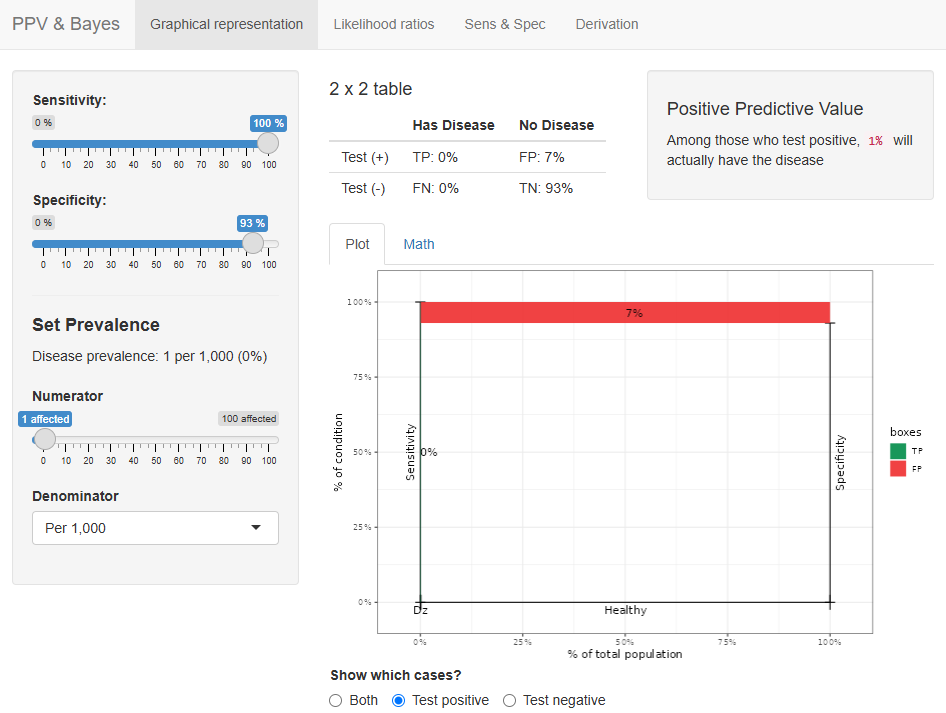 PPV & Bayes Graphical representation Likelihood ratios Sens & Spec Derivation
Sensitivity:
0 % 100 %
0 10 20 30 40 50 60 70 80 90 100
Specificity:
0 % 93 %
0 10 20 30 40 50 60 70 80 90 100
Set Prevalence
Disease prevalence: 1 per 1,000 (0%)
Numerator
1 affected 100 affected
0 10 20 30 40 50 60 70 80 90 100
Denominator
Per 1,000
2 x 2 table
Has Disease No Disease
Test (+) TP: 0% FP: 7%
Test (-) FN: 0% TN: 93%
Positive Predictive Value
Among those who test positive, 1% will
actually have the disease
Plot Math
% of condition
100%
75%
50%
25%
0%
7%
Sensitivity
0%
Specificity
Dz Healthy
0% 25% 50% 75% 100%
% of total population
boxes
TP
FP
Show which cases?
Both Test positive Test negative